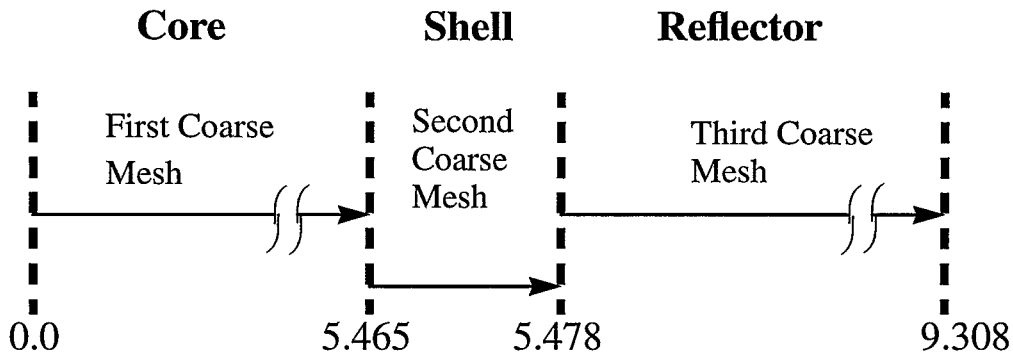 Core Shell Reflector
First Coarse
Mesh
Second
Coarse
Mesh
Third Coarse
Mesh
0.0 5.465 5.478 9.308